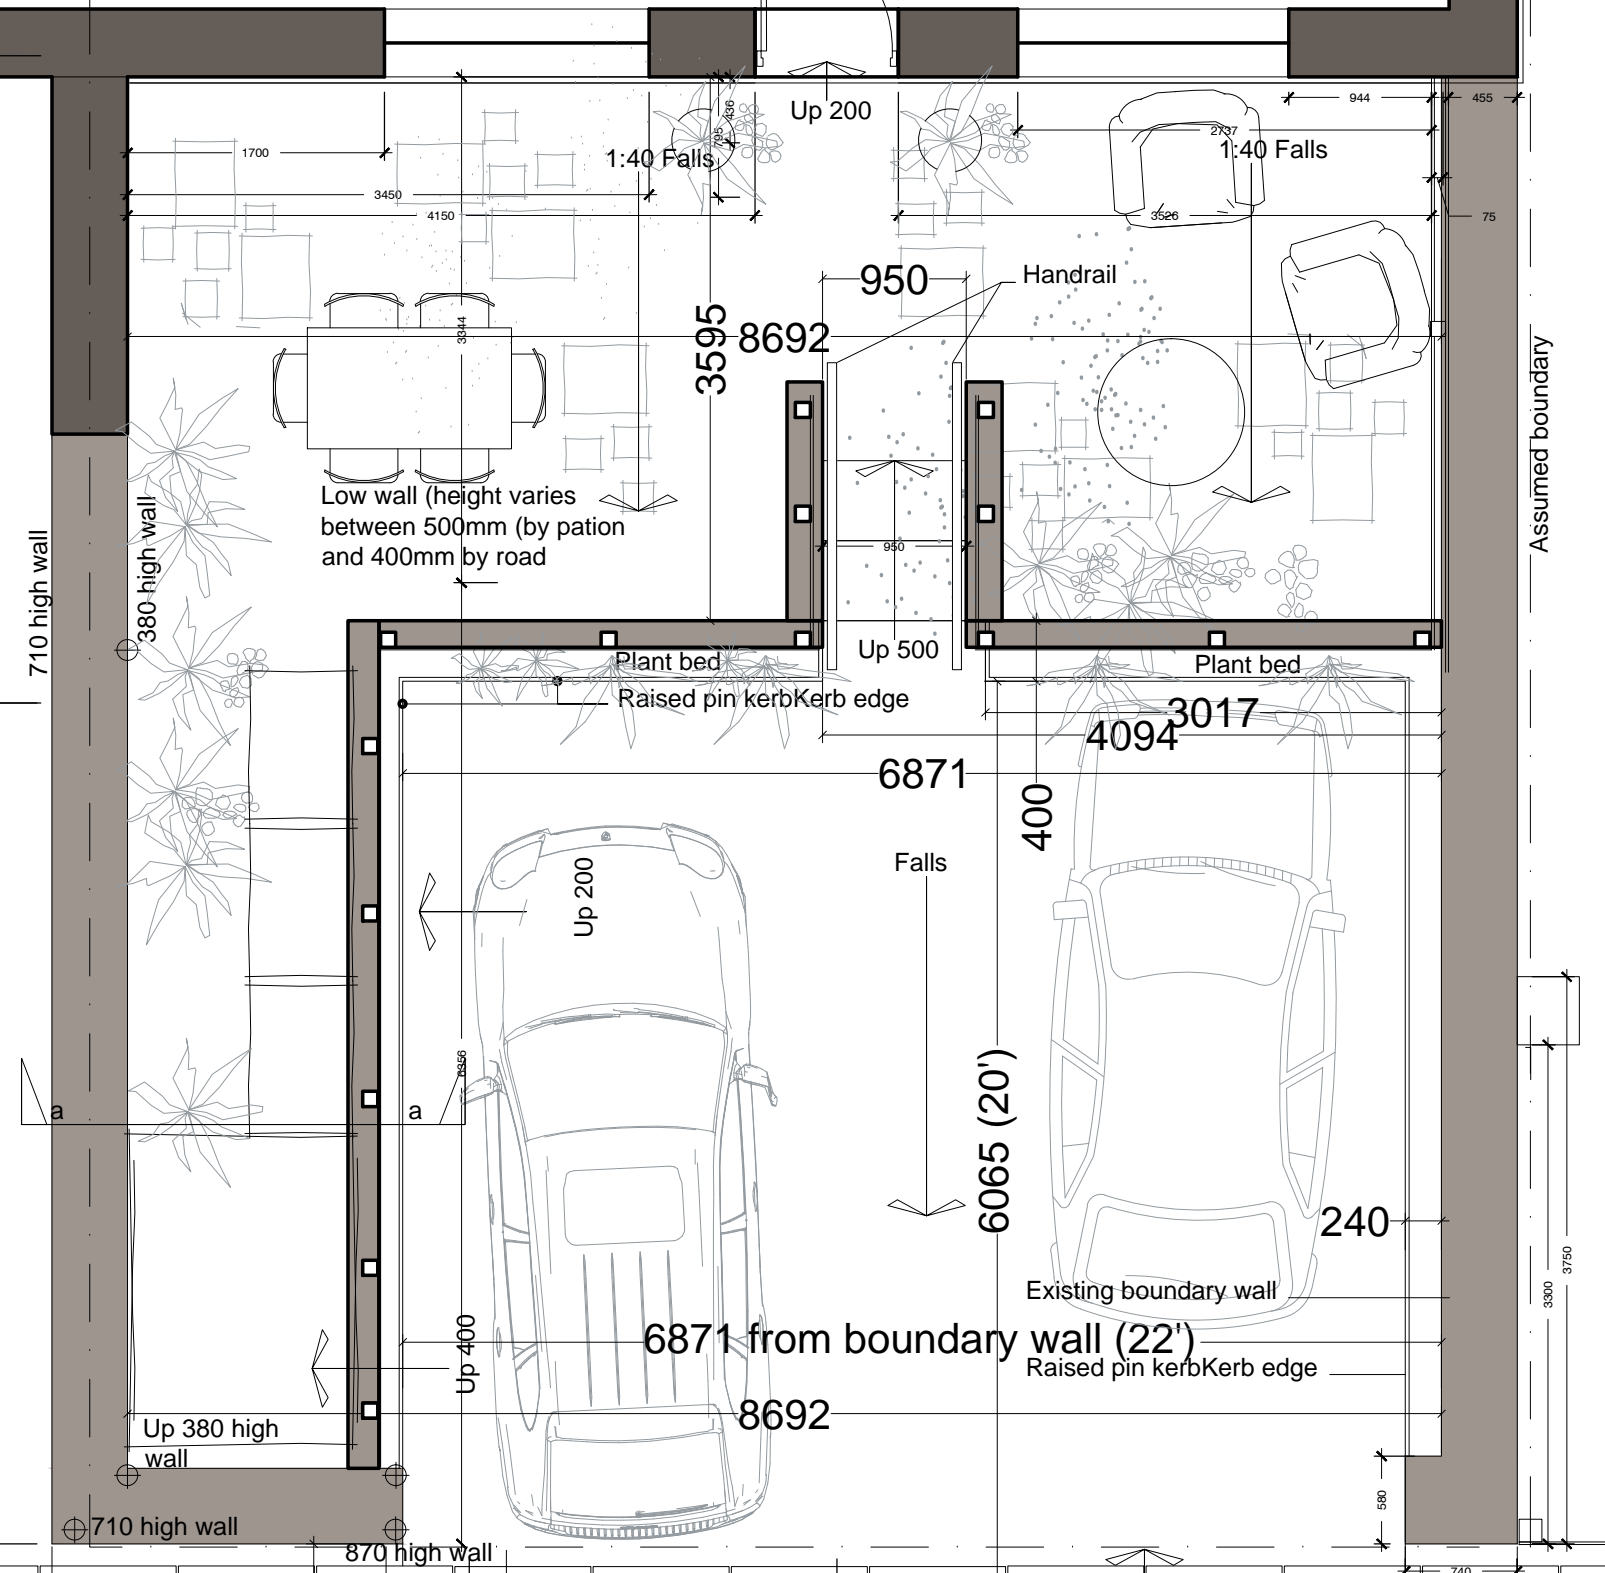 Up 200
436
795
944
455
1:40 Falls
2737
1:40 Falls
1700
3450
4150
3526
75
950
Handrail
3595
8692
3344
Assumed boundary
Low wall (height varies
between 500mm (by pation
and 400mm by road
380 high wall
710 high wall
950
Up 500
Plant bed
Plant bed
Raised pin kerbKerb edge
3017
4094
6871
400
Falls
Up 200
6356
a
a
6065 (20')
240
3750
3300
Existing boundary wall
6871 from boundary wall (22')
Up 400
Raised pin kerbKerb edge
8692
Up 380 high
wall
580
710 high wall
870 high wall
740